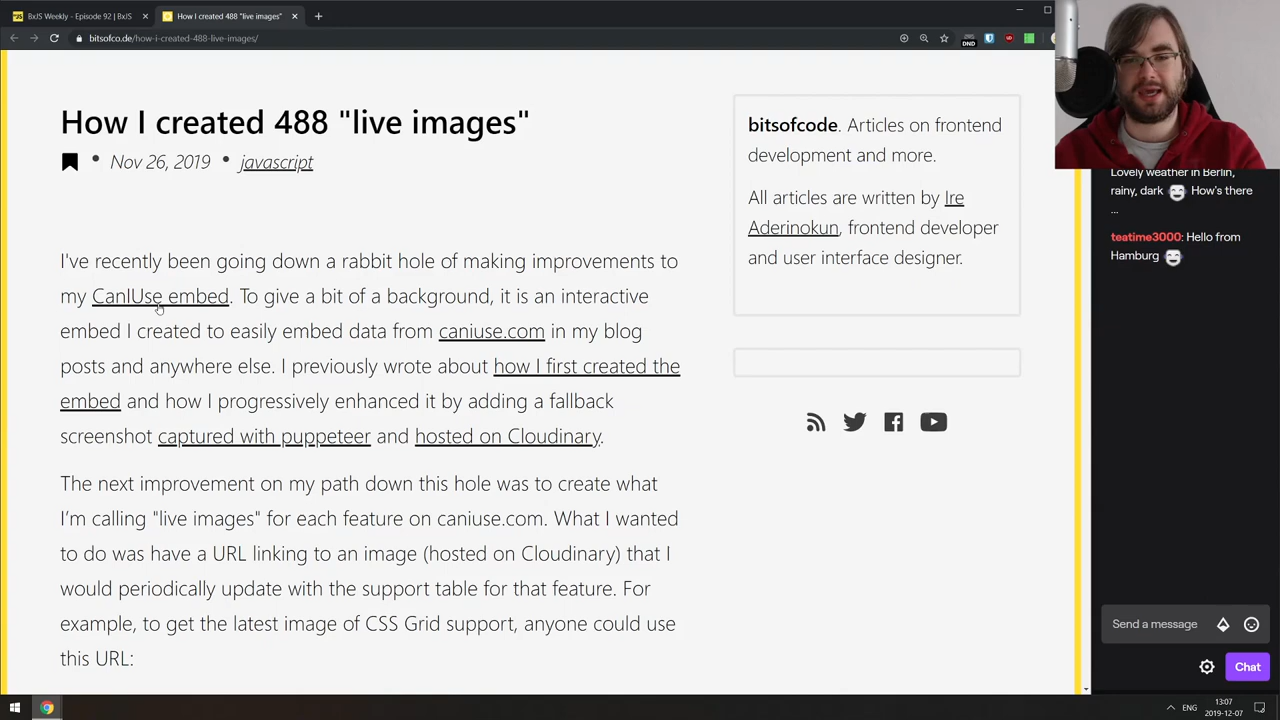 BxJS Weekly - Episode 92 | BxJS
How I created 488 "live images"
bitsofco.de/how-i-created-488-live-images/
How I created 488 "live images"
• Nov 26, 2019 • javascript
I've recently been going down a rabbit hole of making improvements to
my CanIUse embed. To give a bit of a background, it is an interactive
embed I created to easily embed data from caniuse.com in my blog
posts and anywhere else. I previously wrote about how I first created the
embed and how I progressively enhanced it by adding a fallback
screenshot captured with puppeteer and hosted on Cloudinary.
The next improvement on my path down this hole was to create what
I'm calling "live images" for each feature on caniuse.com. What I wanted
to do was have a URL linking to an image (hosted on Cloudinary) that I
would periodically update with the support table for that feature. For
example, to get the latest image of CSS Grid support, anyone could use
this URL:
bitsofcode. Articles on frontend
development and more.
All articles are written by Ire
Aderinokun, frontend developer
and user interface designer.
Lovely weather in Berlin,
rainy, dark How's there
...
teatime3000: Hello from
Hamburg
Send a message
Chat
DND
ENG
13:07
2019-12-07